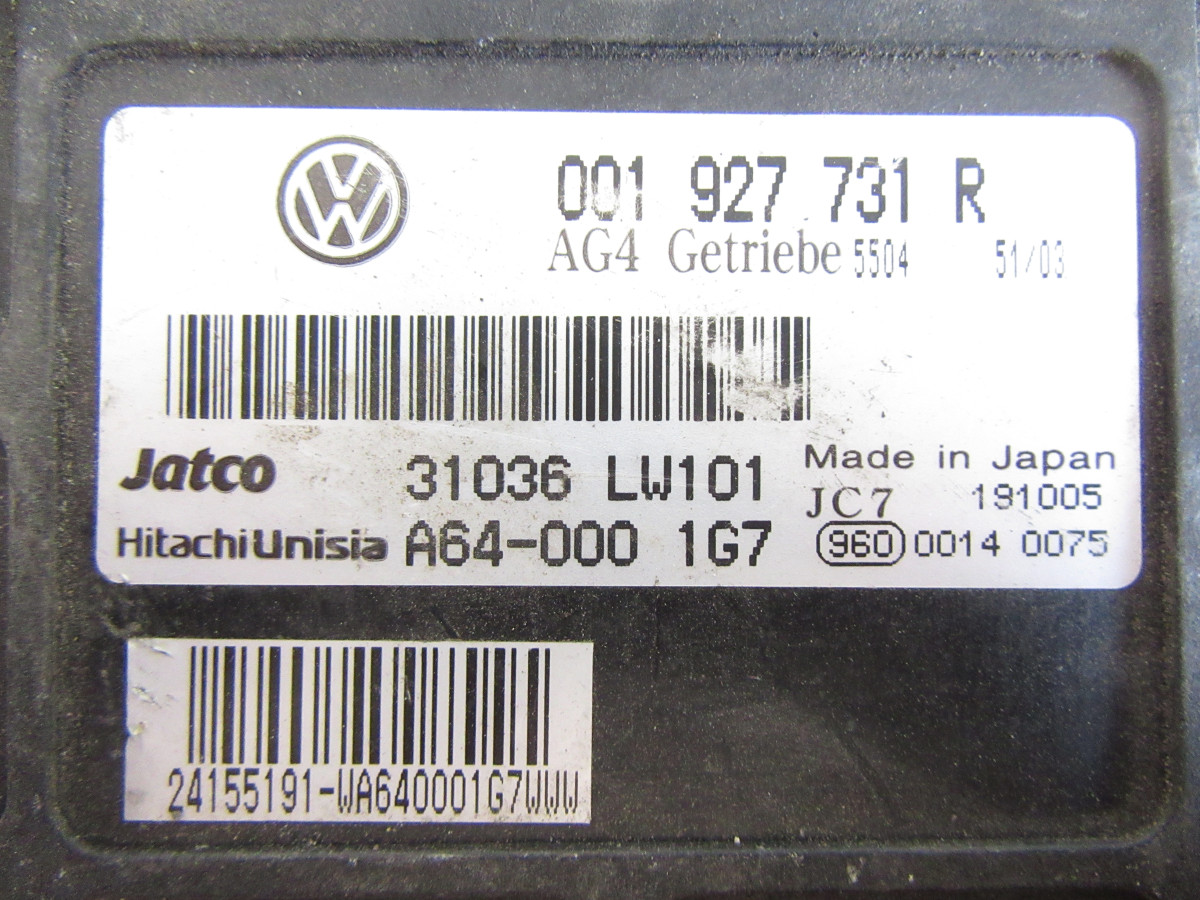 001 927 731 R
AG4 Getriebe 5504 51/03
Jatco 31036 LW101 Made in Japan
JC7 191005
HitachiUnisia A64-000 1G7 960 0014 0075
24155191-WA640001G7WWW